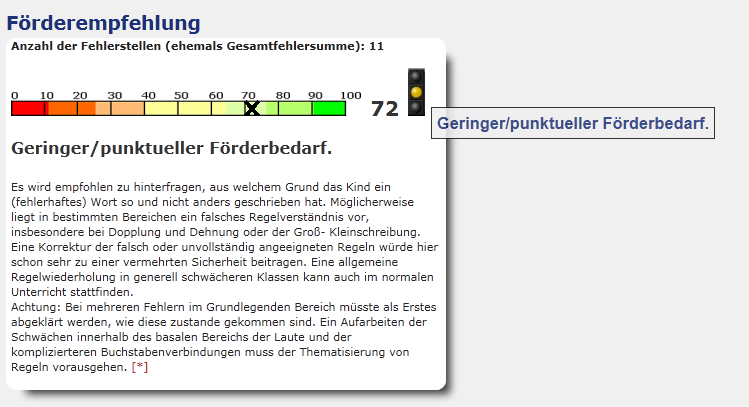 Förderempfehlung
Anzahl der Fehlerstellen (ehemals Gesamtfehlersumme): 11
0 10 20 30 40 50 60 70 80 90 100
72
Geringer/punktueller Förderbedarf.
Geringer/punktueller Förderbedarf.
Es wird empfohlen zu hinterfragen, aus welchem Grund das Kind ein
(fehlerhaftes) Wort so und nicht anders geschrieben hat. Möglicherweise
liegt in bestimmten Bereichen ein falsches Regelverständnis vor,
insbesondere bei Dopplung und Dehnung oder der Groß- Kleinschreibung.
Eine Korrektur der falsch oder unvollständig angeeigneten Regeln würde hier
schon sehr zu einer vermehrten Sicherheit beitragen. Eine allgemeine
Regelwiederholung in generell schwächeren Klassen kann auch im normalen
Unterricht stattfinden.
Achtung: Bei mehreren Fehlern im Grundlegenden Bereich müsste als Erstes
abgeklärt werden, wie diese zustande gekommen sind. Ein Aufarbeiten der
Schwächen innerhalb des basalen Bereichs der Laute und der
komplizierteren Buchstabenverbindungen muss der Thematisierung von
Regeln vorausgehen. [*]